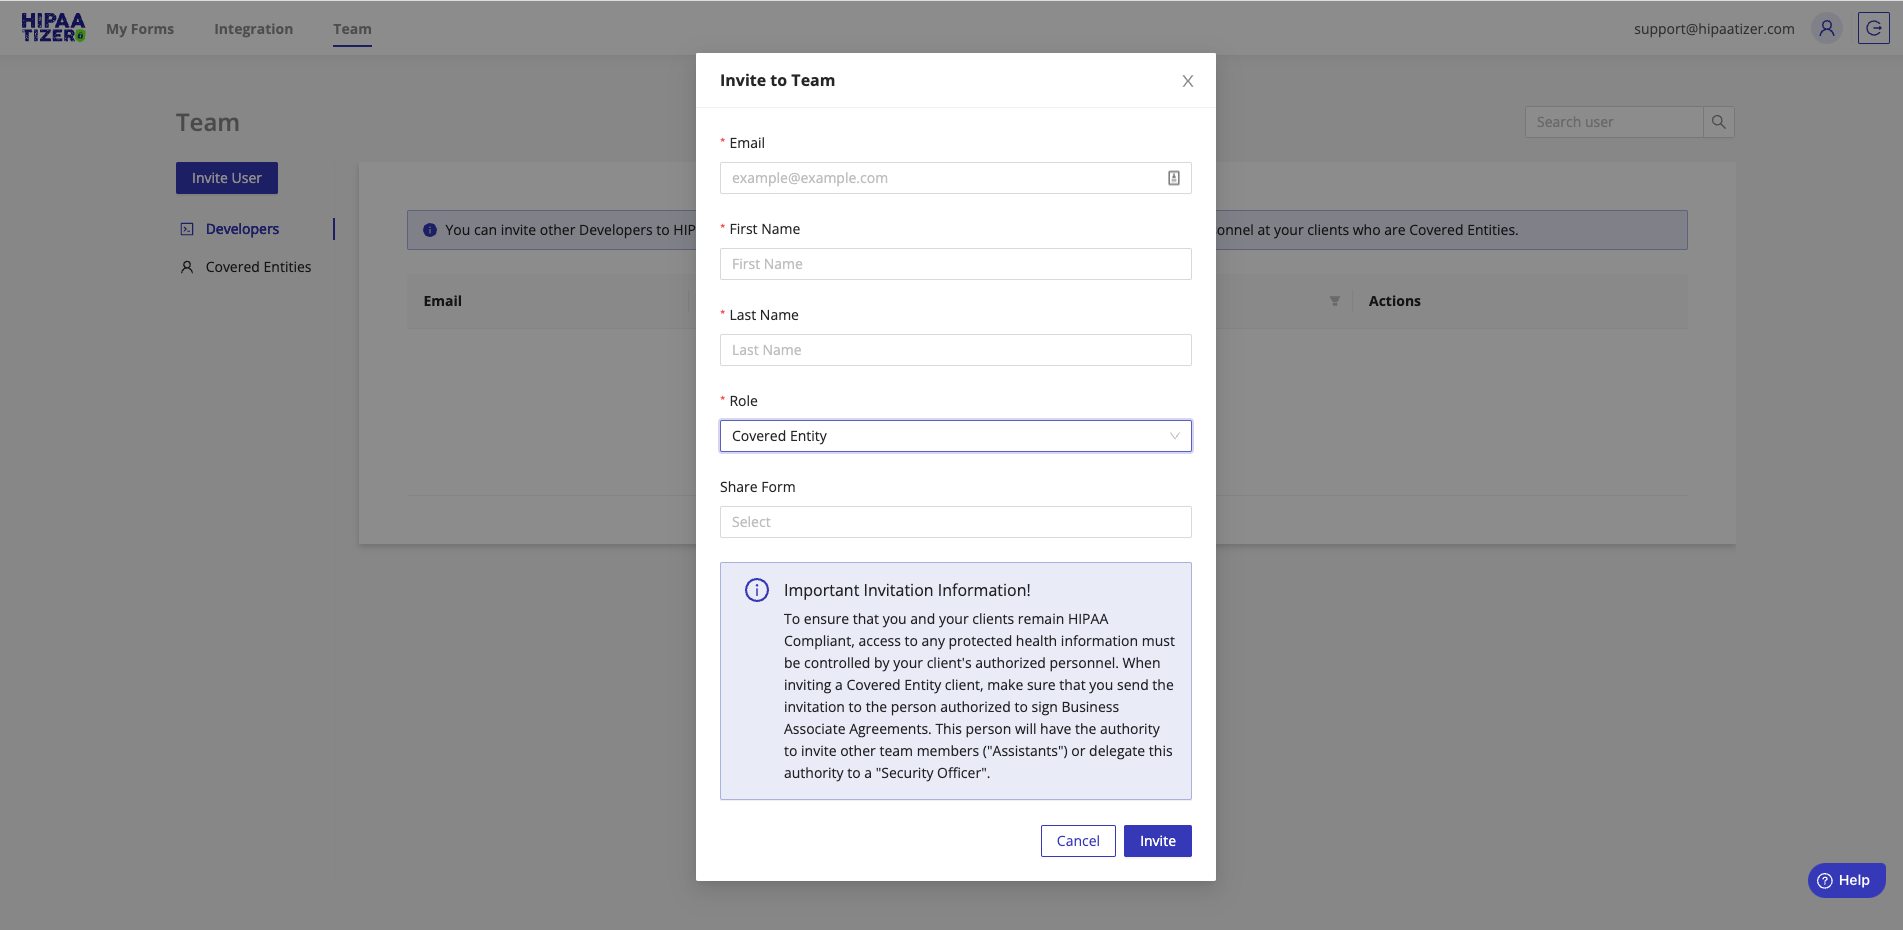 HIPAA
TIZER
My Forms
Integration
Team
support@hipaatizer.com
Team
Search user
Invite User
Developers
Covered Entities
You can invite other Developers to HIP
nnel at your clients who are Covered Entities.
Email
Actions
Invite to Team
* Email
example@example.com
* First Name
First Name
* Last Name
Last Name
* Role
Covered Entity
Share Form
Select
Important Invitation Information!
To ensure that you and your clients remain HIPAA
Compliant, access to any protected health information must
be controlled by your client's authorized personnel. When
inviting a Covered Entity client, make sure that you send the
invitation to the person authorized to sign Business
Associate Agreements. This person will have the authority
to invite other team members ("Assistants") or delegate this
authority to a "Security Officer".
Cancel
Invite
Help